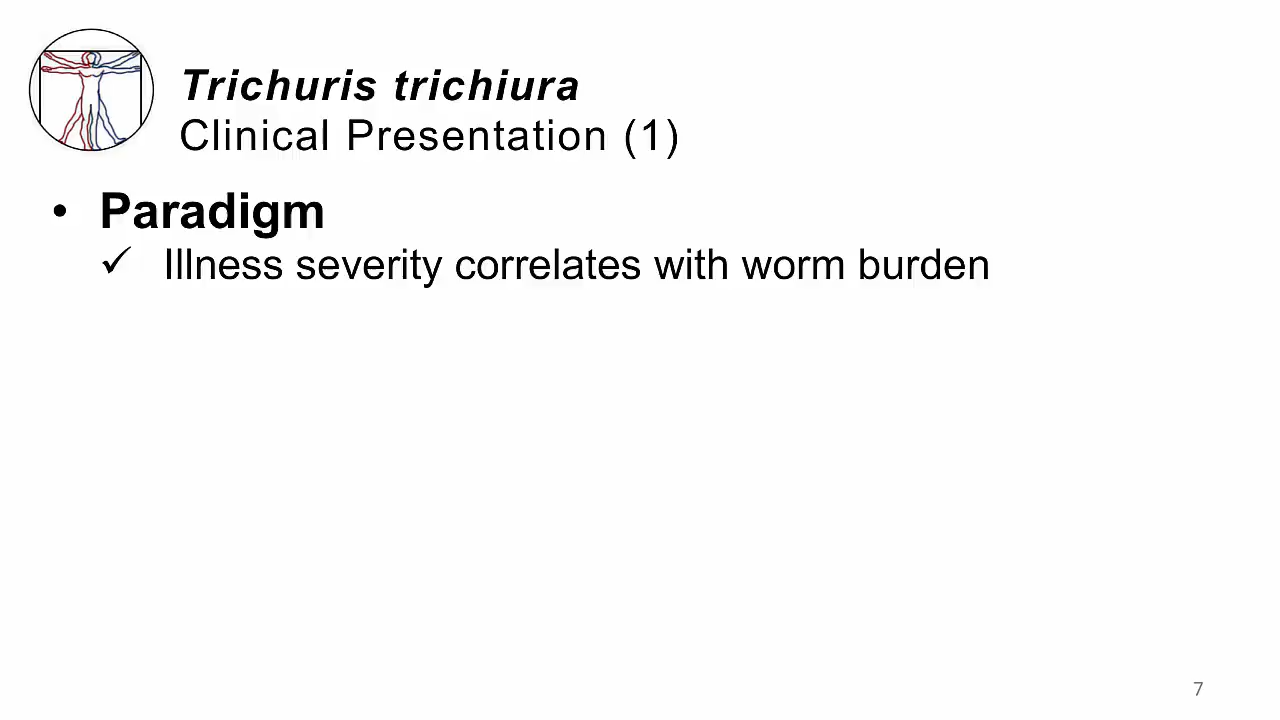 Trichuris trichiura
Clinical Presentation (1)
• Paradigm
✓ Illness severity correlates with worm burden
7